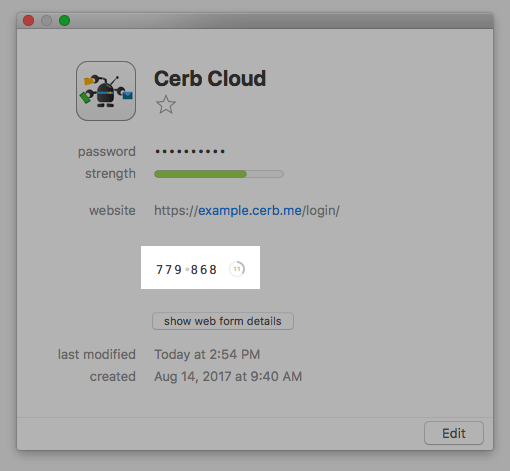 Cerb Cloud
password ••••••••••
strength
website https://example.cerb.me/login/
779•868 11
show web form details
last modified Today at 2:54 PM
created Aug 14, 2017 at 9:40 AM
Edit